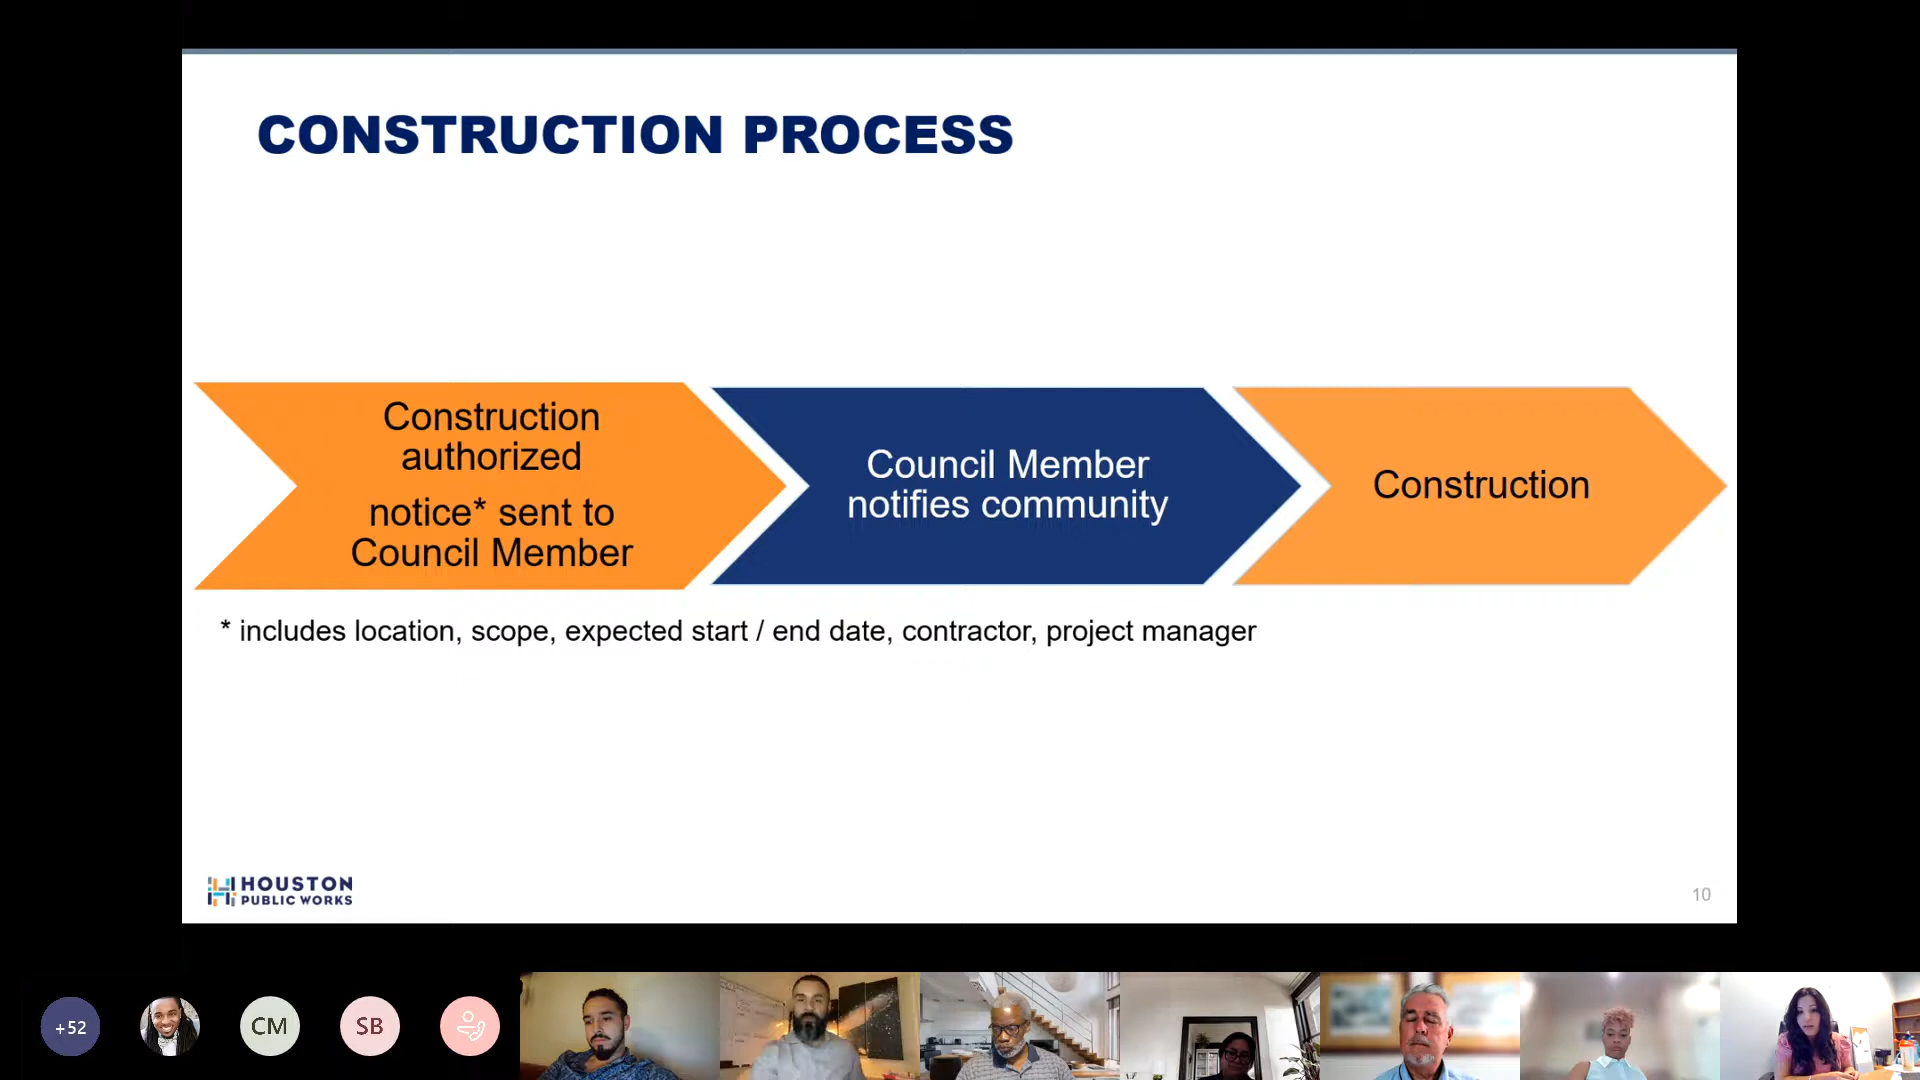 CONSTRUCTION PROCESS
Construction
authorized
notice* sent to
Council Member
Council Member
notifies community
Construction
* includes location, scope, expected start / end date, contractor, project manager
HOUSTON
PUBLIC WORKS
10
+52
CM
SB